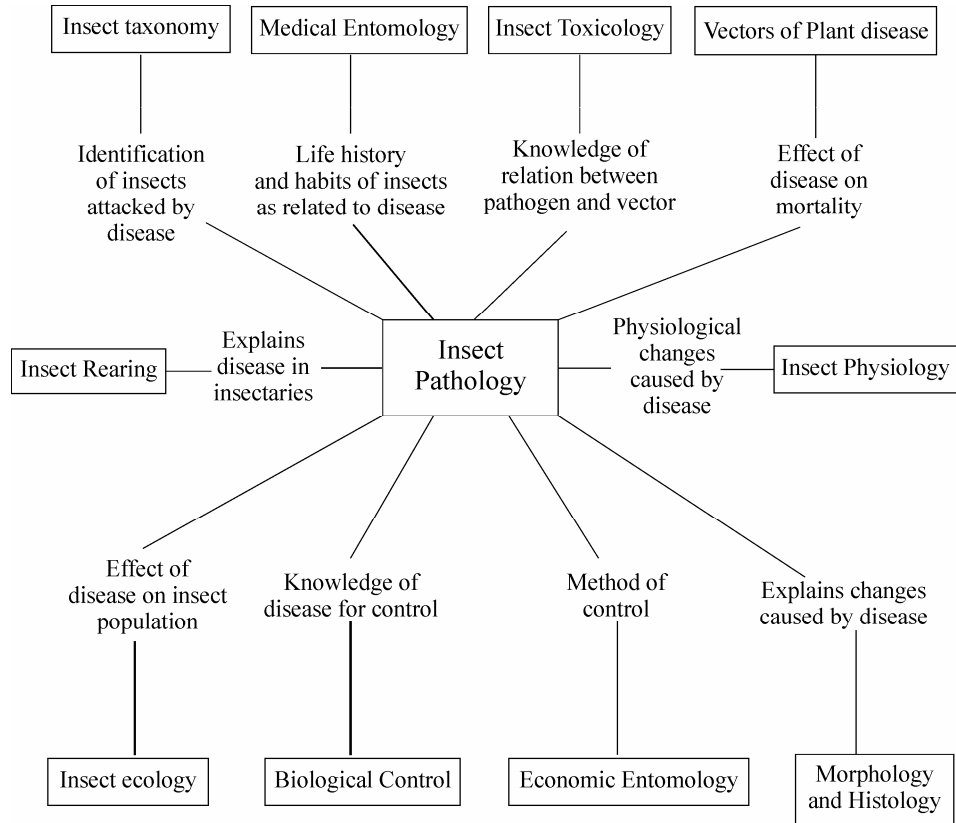 Insect taxonomy
Medical Entomology
Insect Toxicology
Vectors of Plant disease
Identification
of insects
attacked by
disease
Life history
and habits of insects
as related to disease
Knowledge of
relation between
pathogen and vector
Effect of
disease on
mortality
Insect Rearing
Explains
disease in
insectaries
Insect
Pathology
Physiological
changes
caused by
disease
Insect Physiology
Effect of
disease on insect
population
Knowledge of
disease for control
Method of
control
Explains changes
caused by disease
Insect ecology
Biological Control
Economic Entomology
Morphology
and Histology